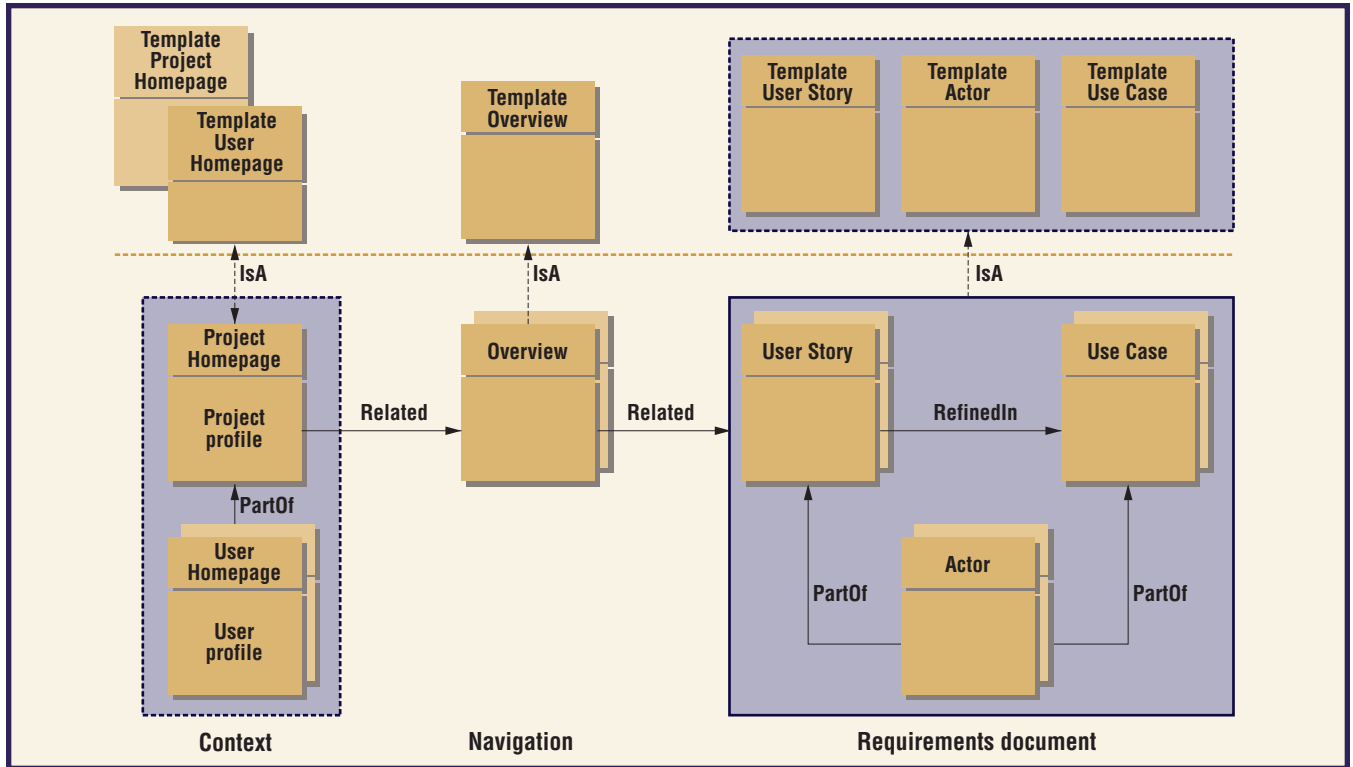 Template
Project
Homepage
Template
User
Homepage
Template
Overview
Template
User Story
Template
Actor
Template
Use Case
IsA
IsA
IsA
Project
Homepage
Project
profile
PartOf
User
Homepage
User
profile
Related
Overview
Related
User Story
RefinedIn
Use Case
Actor
PartOf
PartOf
Context
Navigation
Requirements document